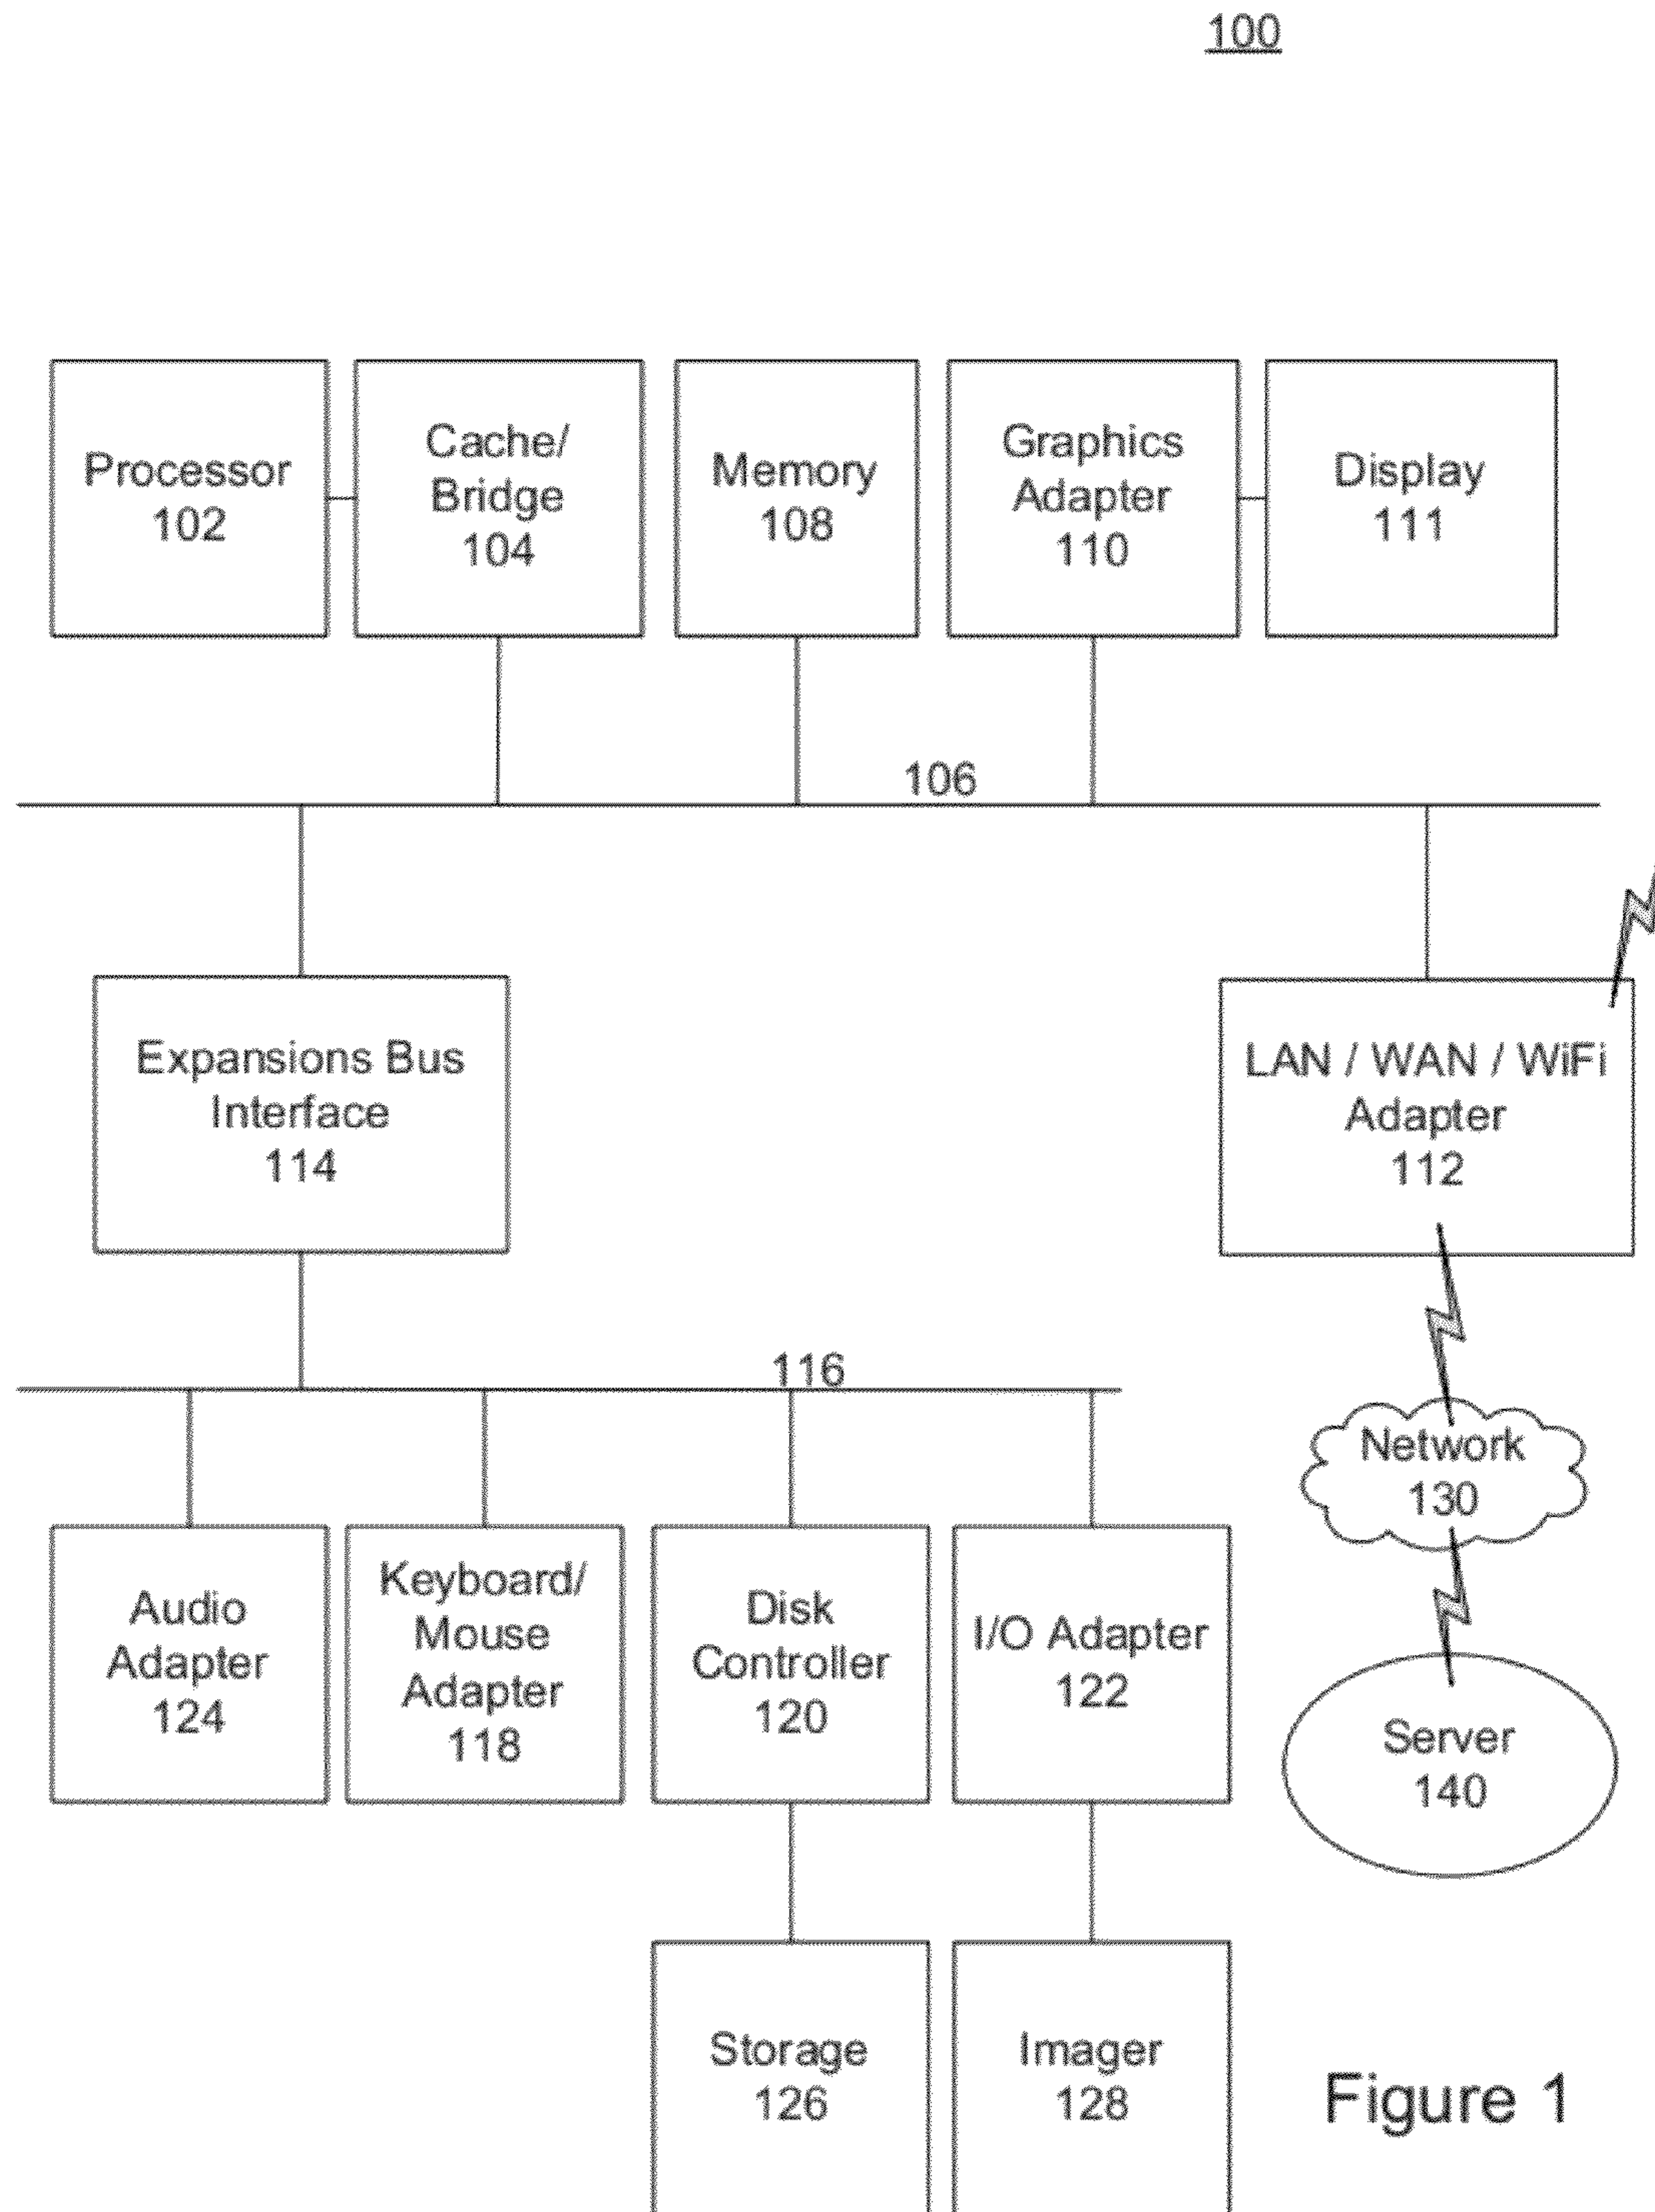 100
Processor
102
Cache/
Bridge
104
Memory
108
Graphics
Adapter
110
Display
111
106
Expansions Bus
Interface
114
LAN / WAN / WiFi
Adapter
112
116
Network
130
Audio
Adapter
124
Keyboard/
Mouse
Adapter
118
Disk
Controller
120
I/O Adapter
122
Server
140
Storage
126
Imager
128
Figure 1